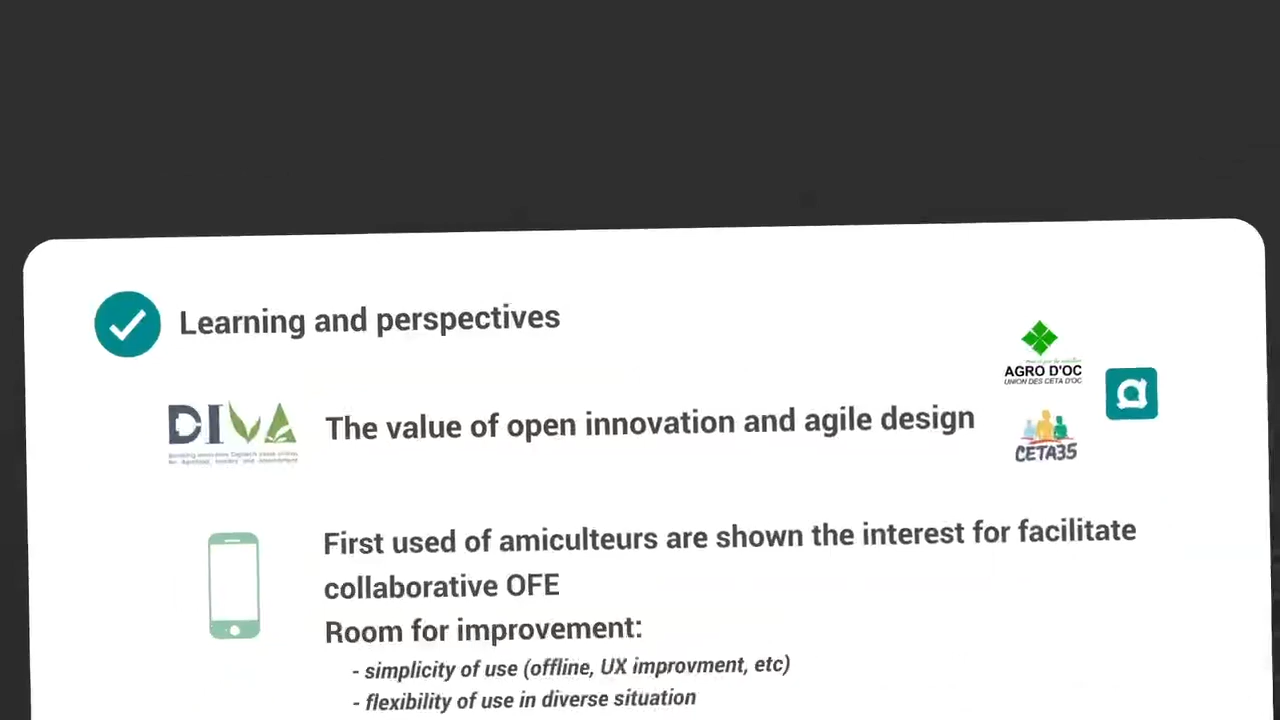 Learning and perspectives
AGRO D'OC
UNION DES CETA D'OC
DIVA
The value of open innovation and agile design
CETA35
First used of amiculteurs are shown the interest for facilitate
collaborative OFE
Room for improvement:
- simplicity of use (offline, UX improvment, etc)
- flexibility of use in diverse situation